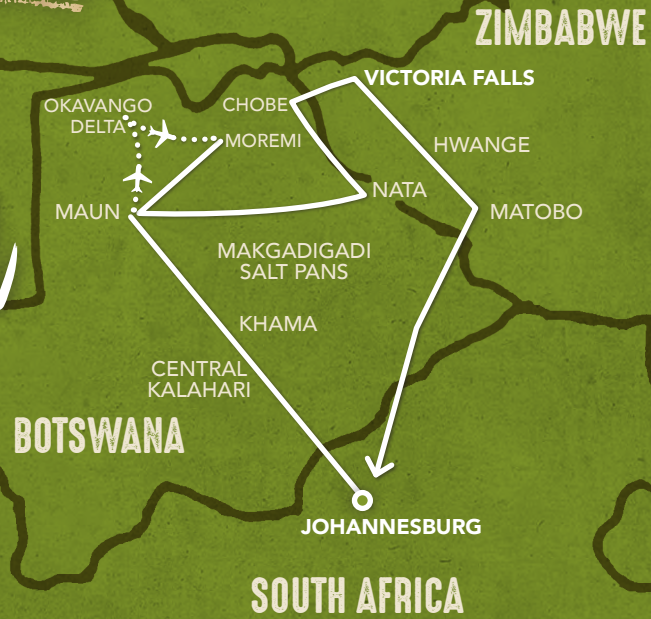 ZIMBABWE
VICTORIA FALLS
OKAVANGO
DELTA
CHOBE
MOREMI
HWANGE
NATA
MAUN
MATOBO
MAKGADIGADI
SALT PANS
KHAMA
CENTRAL
KALAHARI
BOTSWANA
JOHANNESBURG
SOUTH AFRICA